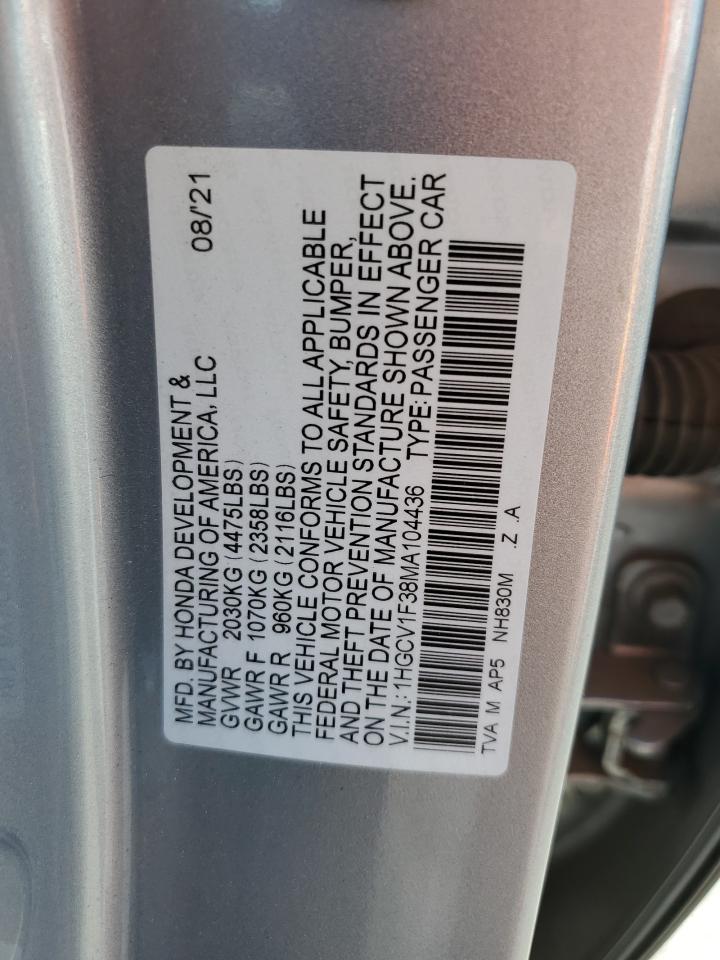 MFD. BY HONDA DEVELOPMENT &
MANUFACTURING OF AMERICA, LLC 08/'21
GVWR 2030KG (4475LBS)
GAWR F 1070KG (2358LBS)
GAWR R 960KG (2116LBS)
THIS VEHICLE CONFORMS TO ALL APPLICABLE
FEDERAL MOTOR VEHICLE SAFETY, BUMPER,
AND THEFT PREVENTION STANDARDS IN EFFECT
ON THE DATE OF MANUFACTURE SHOWN ABOVE.
V.I.N.: 1HGCV1F38MA104436 TYPE: PASSENGER CAR
TVA M AP5 NH830M .Z .A